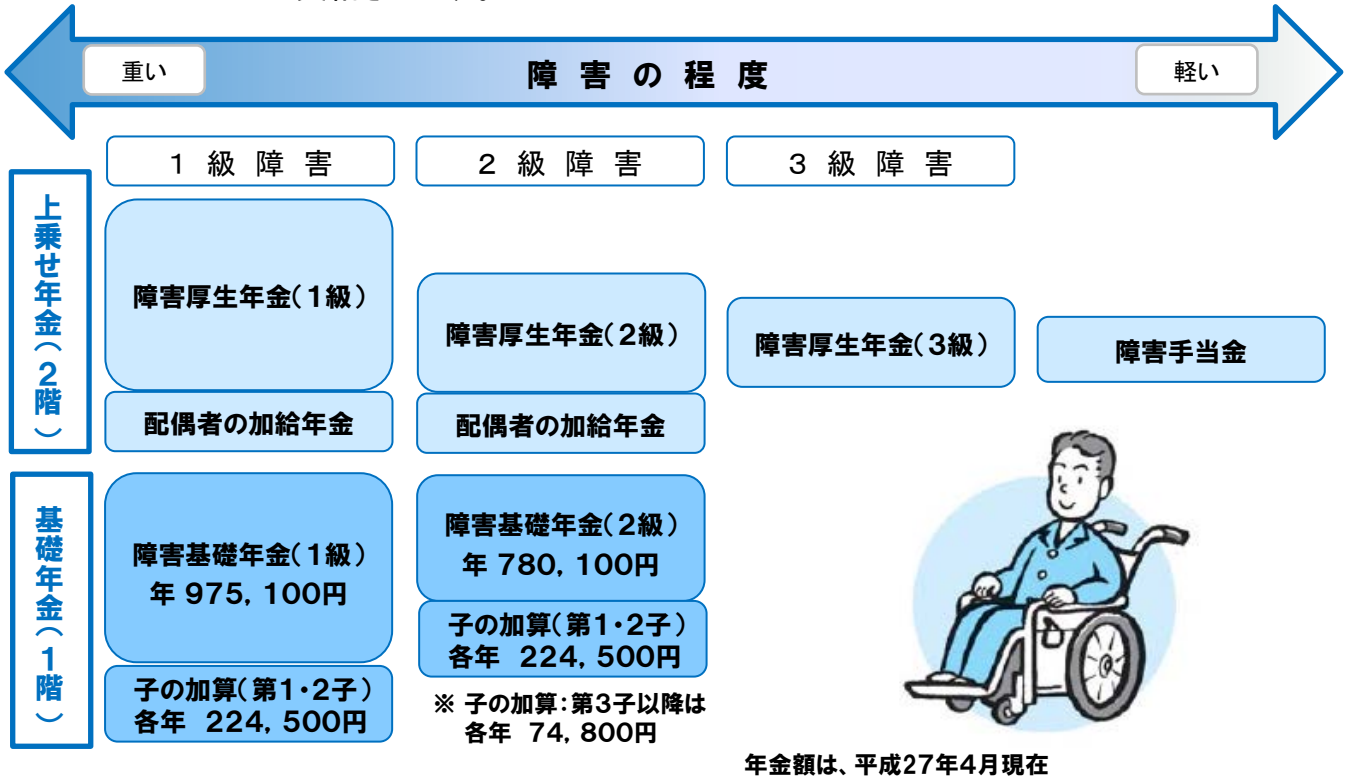 重い
障害の程度
軽い
1級障害
2級障害
3級障害
上乗せ年金(2階)
障害厚生年金(1級)
障害厚生年金(2級)
障害厚生年金(3級)
障害手当金
配偶者の加給年金
配偶者の加給年金
基礎年金(1階)
障害基礎年金(1級)
年 975,100円
子の加算(第1・2子)
各年 224,500円
障害基礎年金(2級)
年 780,100円
子の加算(第1・2子)
各年 224,500円
※ 子の加算:第3子以降は
各年 74,800円
年金額は、平成27年4月現在